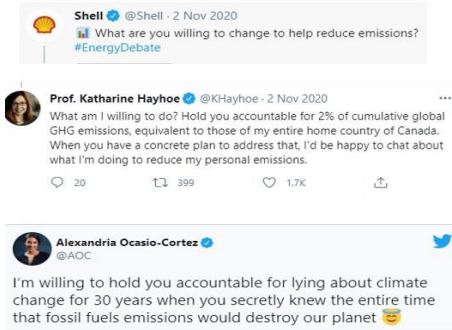 Shell @Shell · 2 Nov 2020
📊 What are you willing to change to help reduce emissions?
#EnergyDebate
Prof. Katharine Hayhoe @KHayhoe · 2 Nov 2020
What am I willing to do? Hold you accountable for 2% of cumulative global
GHG emissions, equivalent to those of my entire home country of Canada.
When you have a concrete plan to address that, I'd be happy to chat about
what I'm doing to reduce my personal emissions.
20 399 1.7K
Alexandria Ocasio-Cortez
@AOC
I'm willing to hold you accountable for lying about climate
change for 30 years when you secretly knew the entire time
that fossil fuels emissions would destroy our planet 😇